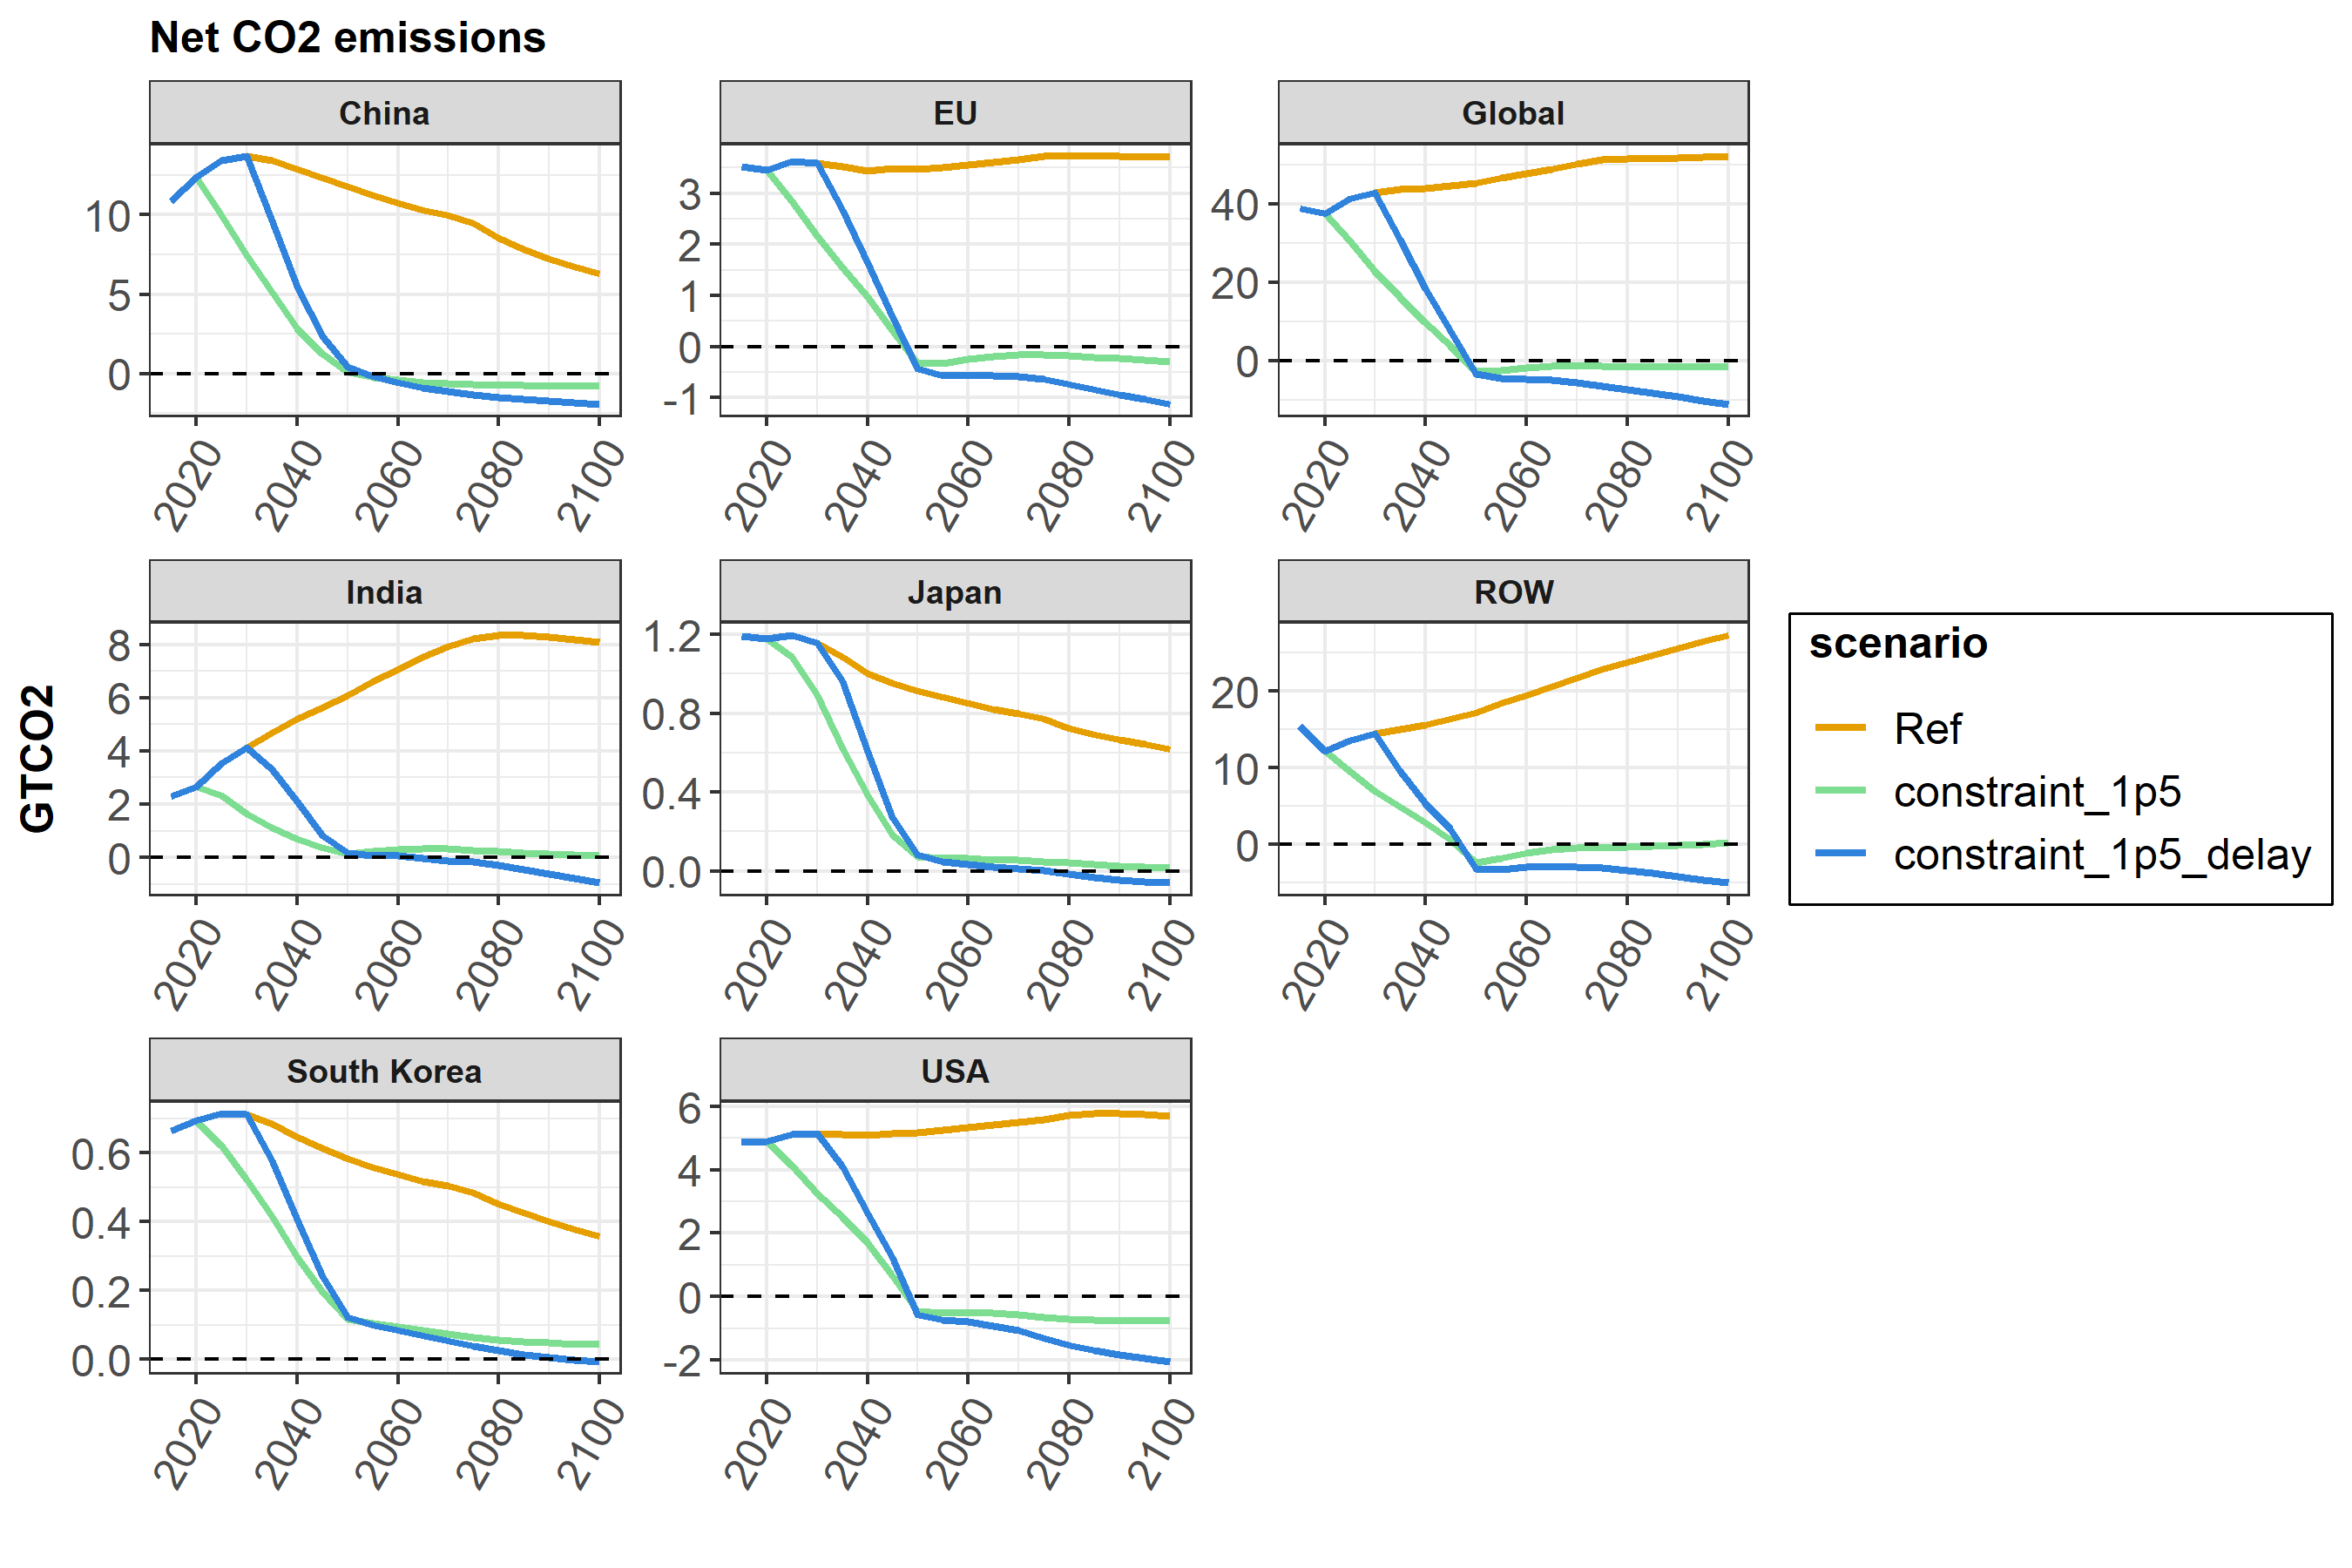 Net CO2 emissions
China
EU
Global
10
5
0
3
2
1
0
-1
40
20
0
2020 2040 2060 2080 2100
2020 2040 2060 2080 2100
2020 2040 2060 2080 2100
India
Japan
ROW
8
6
4
2
0
1.2
0.8
0.4
0.0
20
10
0
2020 2040 2060 2080 2100
2020 2040 2060 2080 2100
2020 2040 2060 2080 2100
GTCO2
scenario
Ref
constraint_1p5
constraint_1p5_delay
South Korea
USA
0.6
0.4
0.2
0.0
6
4
2
0
-2
2020 2040 2060 2080 2100
2020 2040 2060 2080 2100